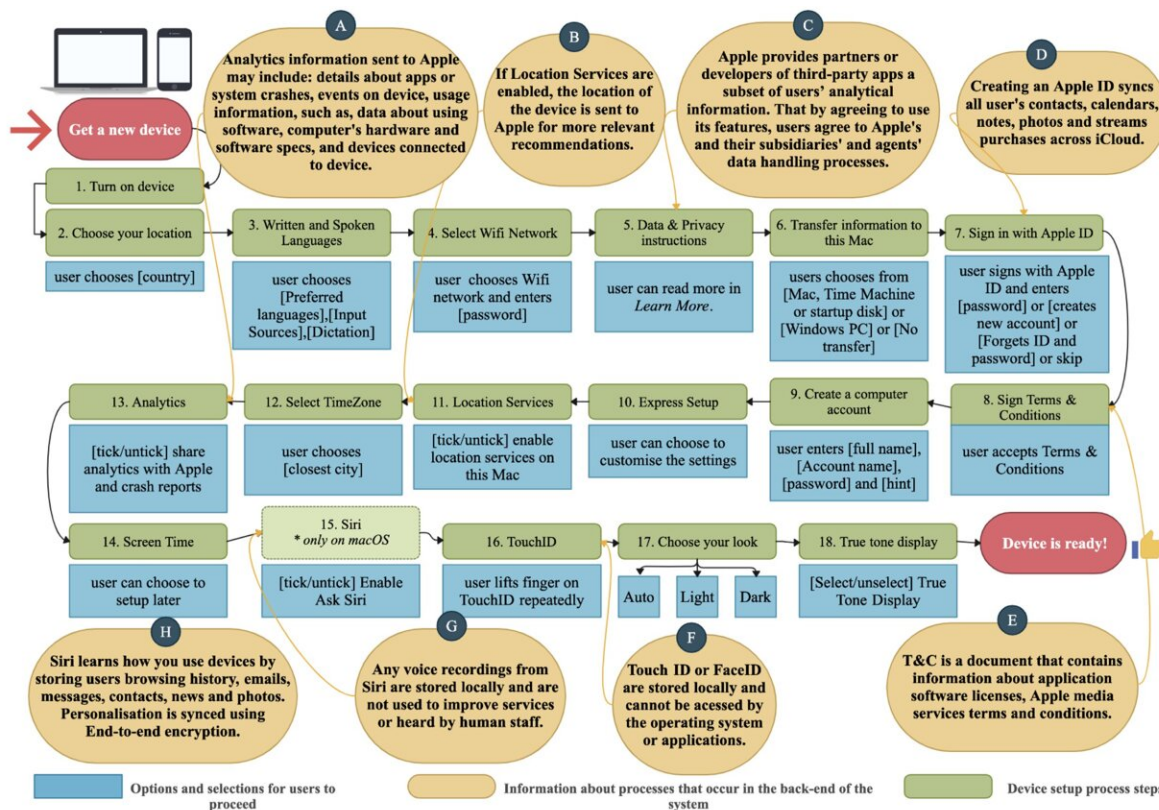 A
Analytics information sent to Apple
may include: details about apps or
system crashes, events on device, usage
information, such as, data about using
software, computer's hardware and
software specs, and devices connected
to device.
B
If Location Services are
enabled, the location of
the device is sent to
Apple for more relevant
recommendations.
C
Apple provides partners or
developers of third-party apps a
subset of users' analytical
information. That by agreeing to use
its features, users agree to Apple's
and their subsidiaries' and agents'
data handling processes.
D
Creating an Apple ID syncs
all user's contacts, calendars,
notes, photos and streams
purchases across iCloud.
Get a new device
1. Turn on device
2. Choose your location
user chooses [country]
3. Written and Spoken
Languages
user chooses
[Preferred
languages],[Input
Sources],[Dictation]
4. Select Wifi Network
user chooses Wifi
network and enters
[password]
5. Data & Privacy
instructions
user can read more in
Learn More.
6. Transfer information to
this Mac
users chooses from
[Mac, Time Machine
or startup disk] or
[Windows PC] or [No
transfer]
7. Sign in with Apple ID
user signs with Apple
ID and enters
[password] or [creates
new account] or
[Forgets ID and
password] or skip
8. Sign Terms &
Conditions
user accepts Terms &
Conditions
9. Create a computer
account
user enters [full name],
[Account name],
[password] and [hint]
10. Express Setup
user can choose to
customise the settings
11. Location Services
[tick/untick] enable
location services on
this Mac
12. Select TimeZone
user chooses
[closest city]
13. Analytics
[tick/untick] share
analytics with Apple
and crash reports
14. Screen Time
user can choose to
setup later
15. Siri
* only on macOS
[tick/untick] Enable
Ask Siri
16. TouchID
user lifts finger on
TouchID repeatedly
17. Choose your look
Auto
Light
Dark
18. True tone display
[Select/unselect] True
Tone Display
Device is ready!
H
Siri learns how you use devices by
storing users browsing history, emails,
messages, contacts, news and photos.
Personalisation is synced using
End-to-end encryption.
G
Any voice recordings from
Siri are stored locally and are
not used to improve services
or heard by human staff.
F
Touch ID or FaceID
are stored locally and
cannot be acessed by
the operating system
or applications.
E
T&C is a document that contains
information about application
software licenses, Apple media
services terms and conditions.
Options and selections for users
to proceed
Information about processes that occur in the back-end of the
system
Device setup process steps